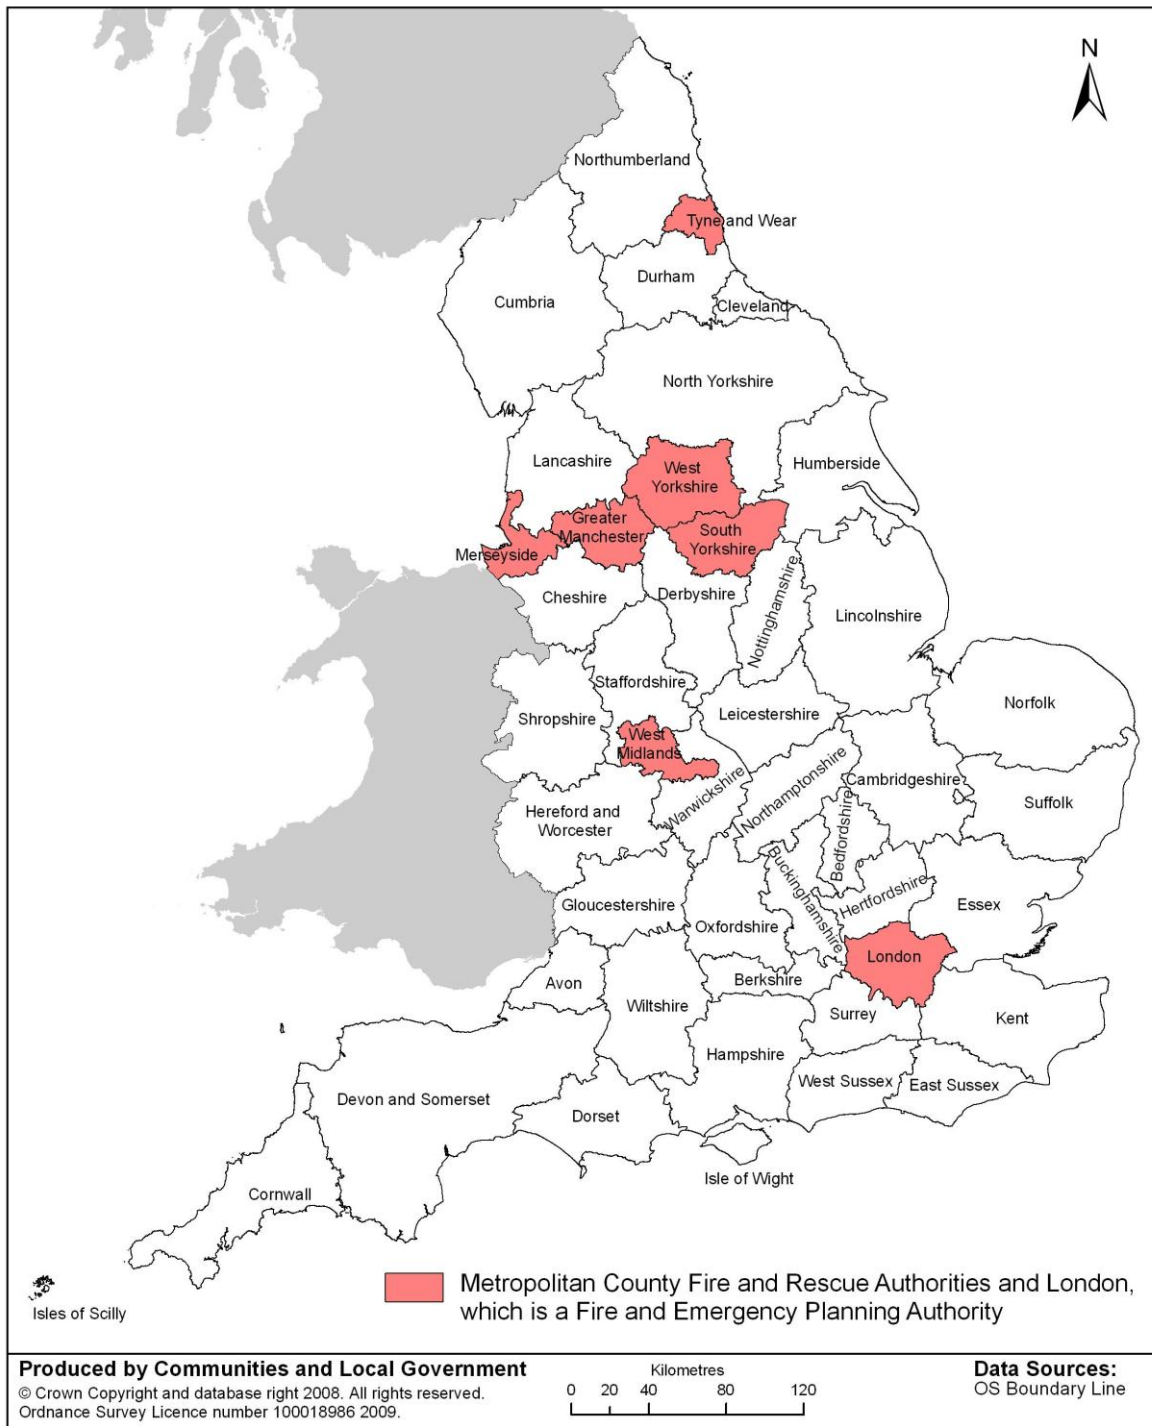 N
Northumberland
Tyne and Wear
Durham
Cleveland
Cumbria
North Yorkshire
Lancashire
West
Yorkshire
Humberside
Greater
Manchester
South
Yorkshire
Merseyside
Cheshire
Derbyshire
Nottinghamshire
Lincolnshire
Staffordshire
Shropshire
Leicestershire
Norfolk
West
Midlands
Warwickshire
Northamptonshire
Cambridgeshire
Suffolk
Hereford and
Worcester
Bedfordshire
Buckinghamshire
Hertfordshire
Essex
Gloucestershire
Oxfordshire
London
Avon
Wiltshire
Berkshire
Surrey
Kent
Hampshire
West Sussex
East Sussex
Devon and Somerset
Dorset
Isle of Wight
Cornwall
Isles of Scilly
Metropolitan County Fire and Rescue Authorities and London,
which is a Fire and Emergency Planning Authority
Produced by Communities and Local Government
© Crown Copyright and database right 2008. All rights reserved.
Ordnance Survey Licence number 100018986 2009.
Kilometres
0 20 40 80 120
Data Sources:
OS Boundary Line